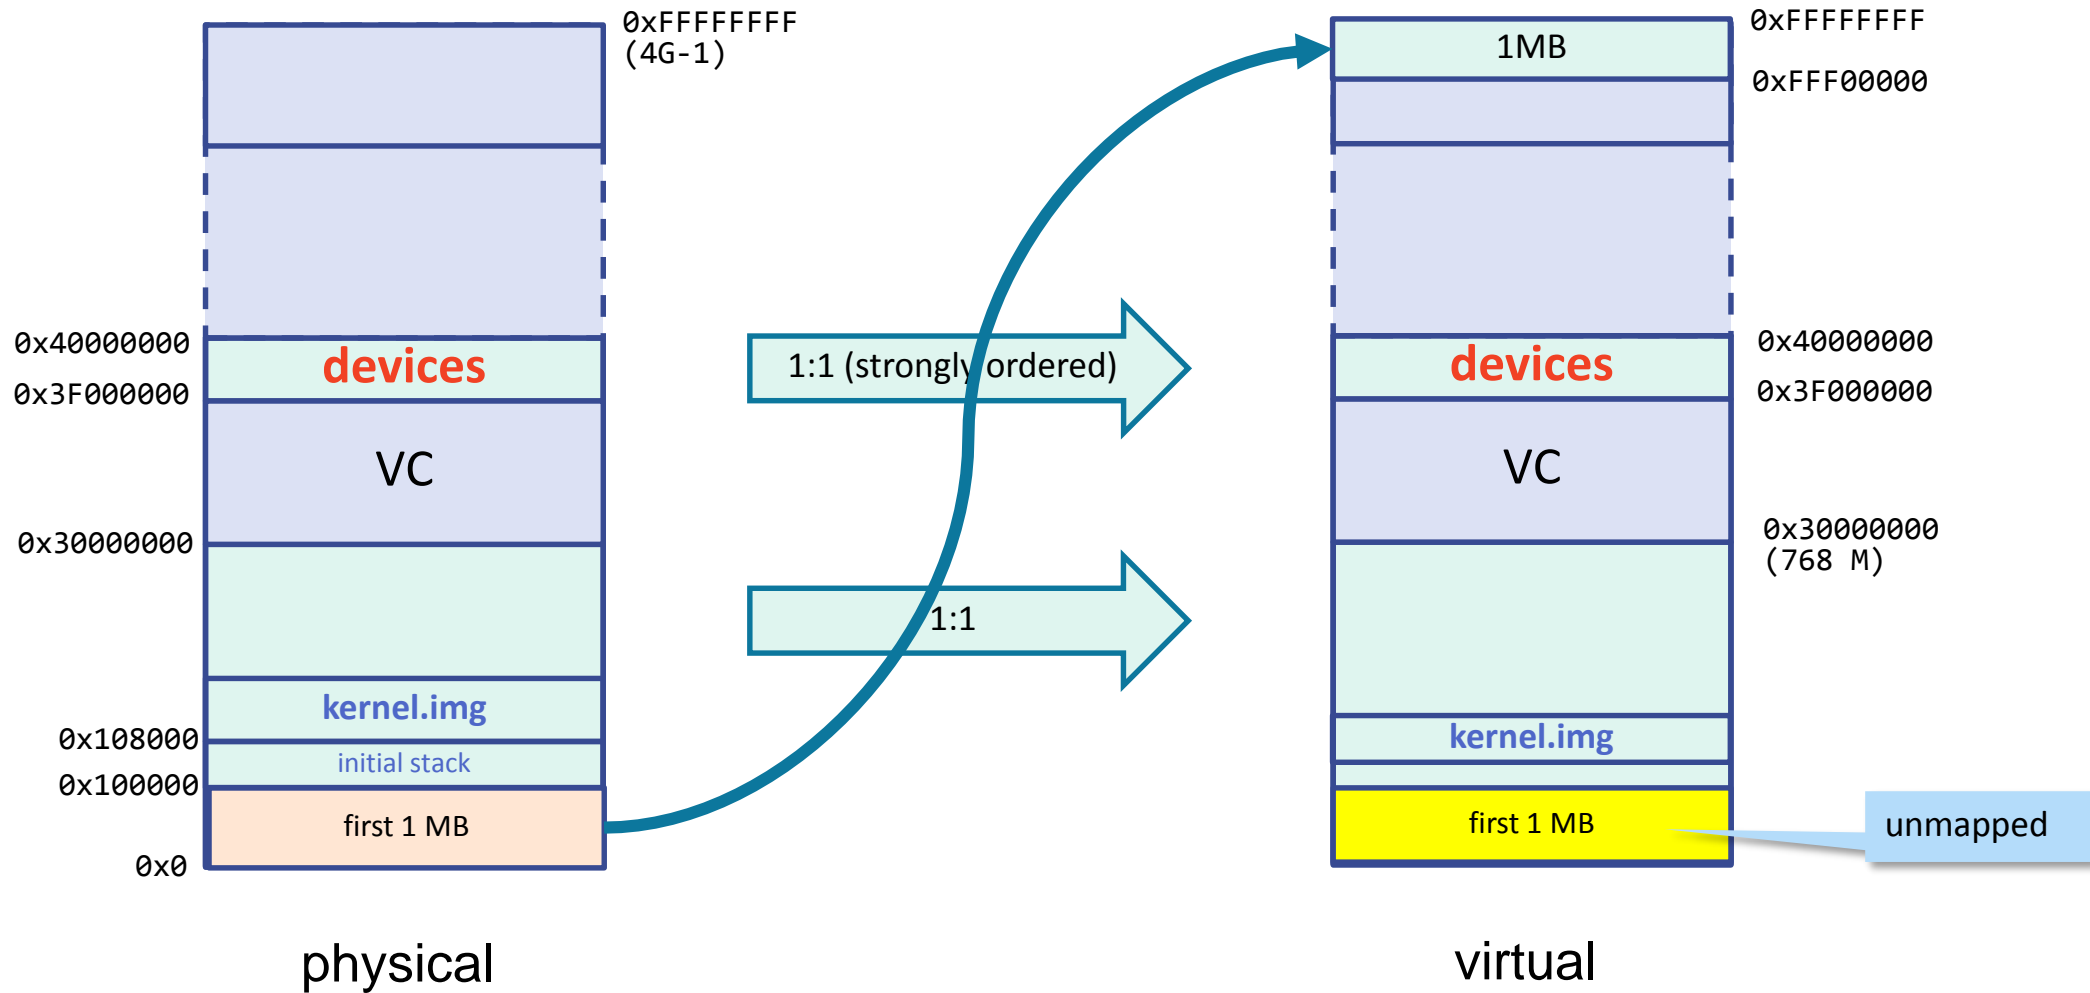 0xFFFFFFFF
(4G-1)
0x40000000
devices
0x3F000000
VC
0x30000000
kernel.img
0x108000
initial stack
0x100000
first 1 MB
0x0
physical
1:1 (strongly ordered)
1:1
0xFFFFFFFF
1MB
0xFFF00000
0x40000000
devices
0x3F000000
VC
0x30000000
(768 M)
kernel.img
first 1 MB
unmapped
virtual